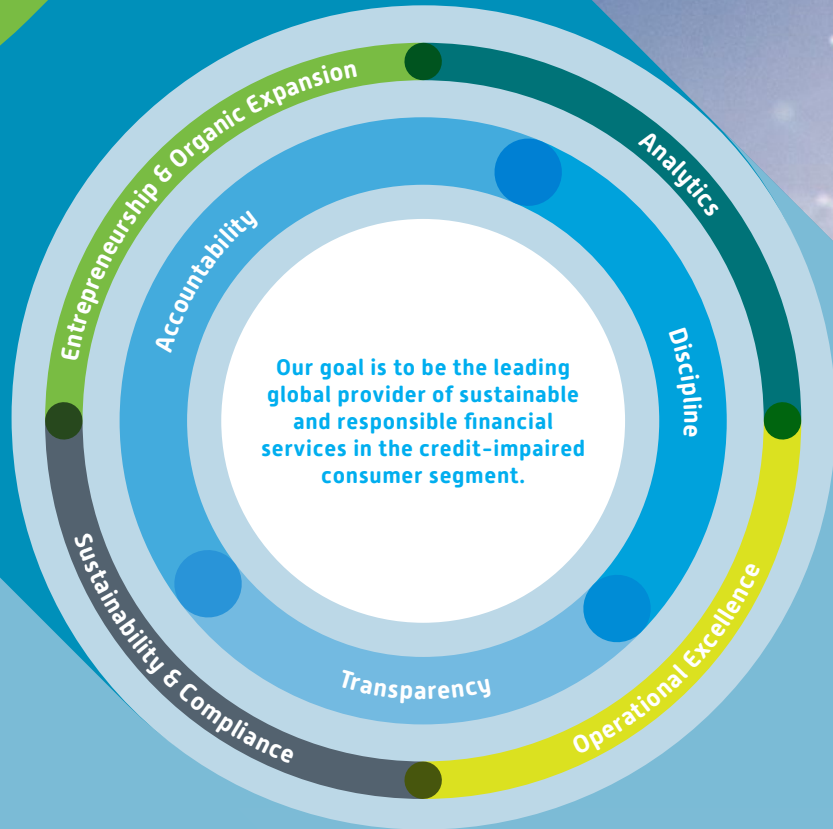 Entrepreneurship & Organic Expansion
Analytics
Accountability
Discipline
Our goal is to be the leading
global provider of sustainable
and responsible financial
services in the credit-impaired
consumer segment.
Sustainability & Compliance
Transparency
Operational Excellence